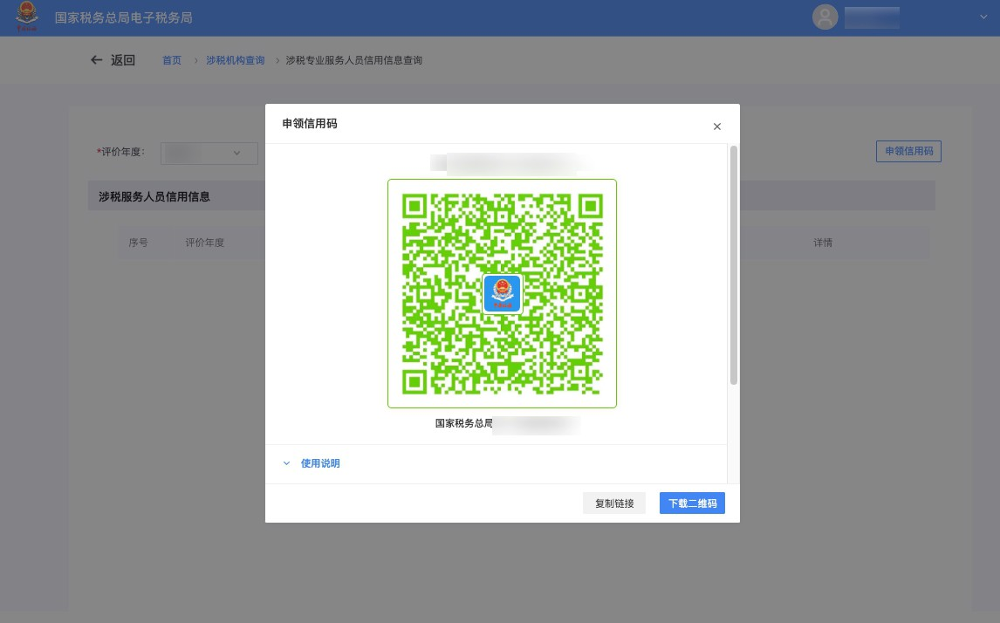 国家税务总局电子税务局
返回 首页 > 涉税机构查询 > 涉税专业服务人员信用信息查询
申领信用码
*评价年度：
申领信用码
涉税服务人员信用信息
序号 评价年度 详情
国家税务总局
使用说明
复制链接 下载二维码